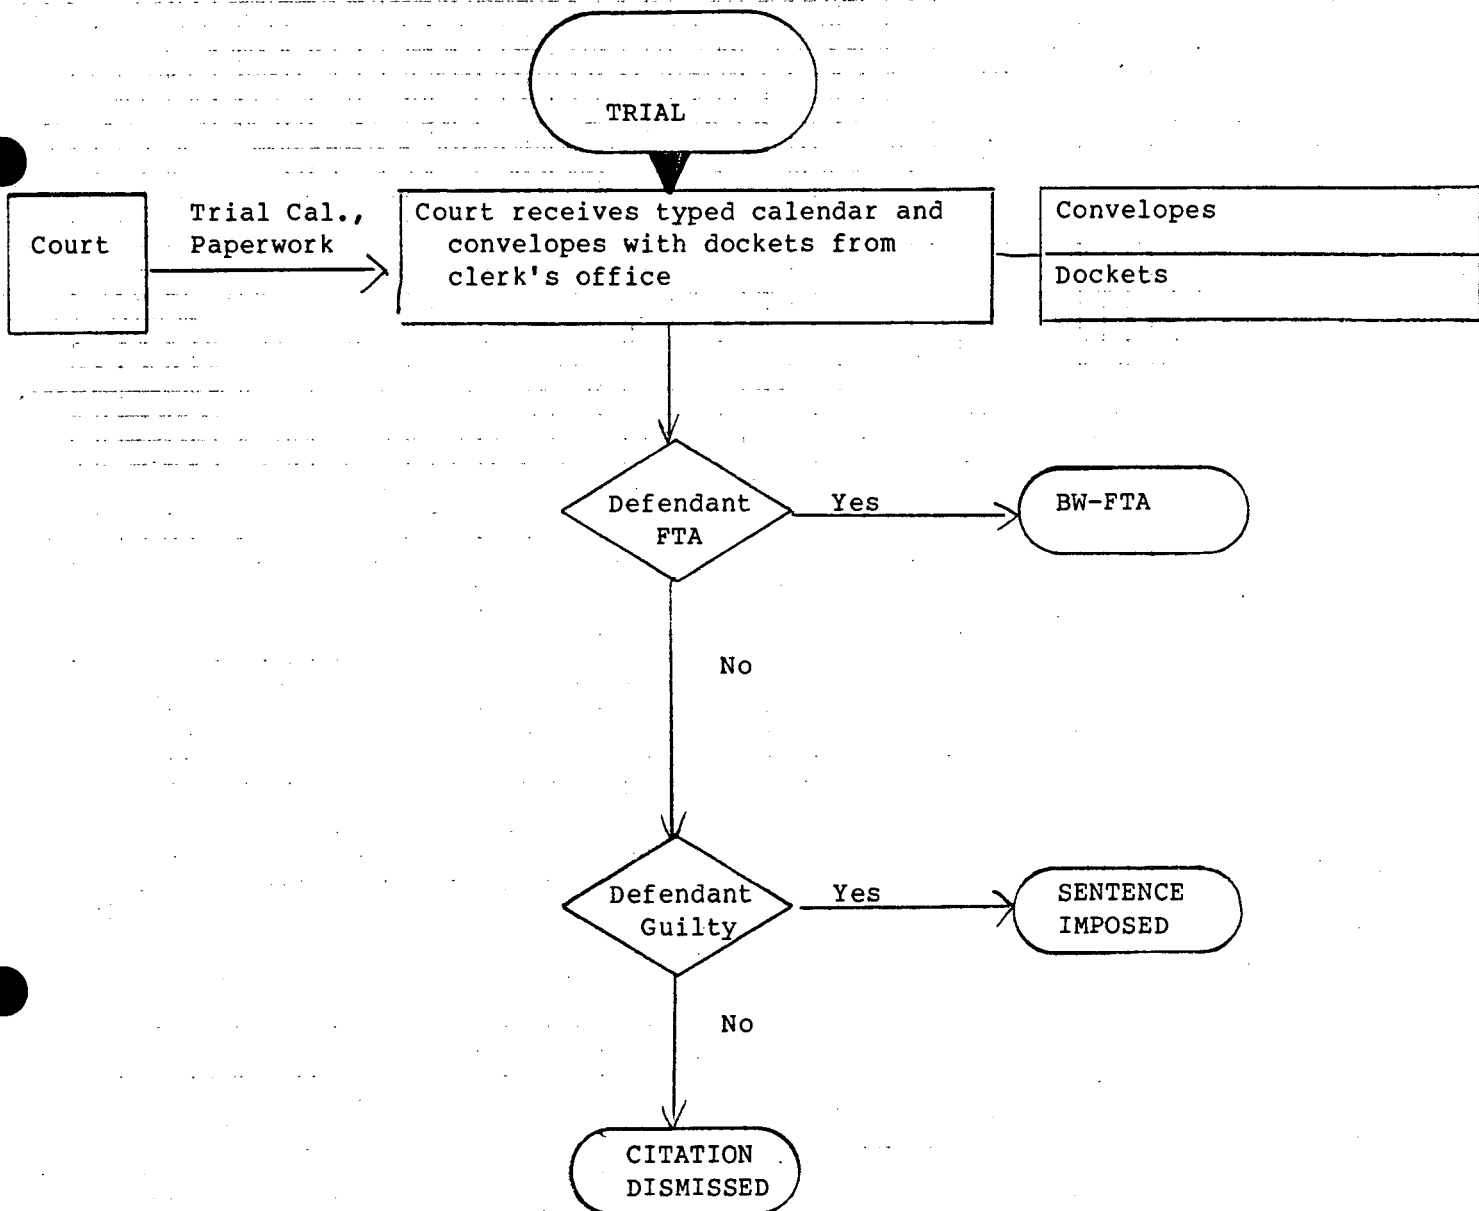 TRIAL
Court
Trial Cal.,
Paperwork
Court receives typed calendar and
convelopes with dockets from
clerk's office
Convelopes
Dockets
Defendant
FTA
Yes
BW-FTA
No
Defendant
Guilty
Yes
SENTENCE
IMPOSED
No
CITATION
DISMISSED